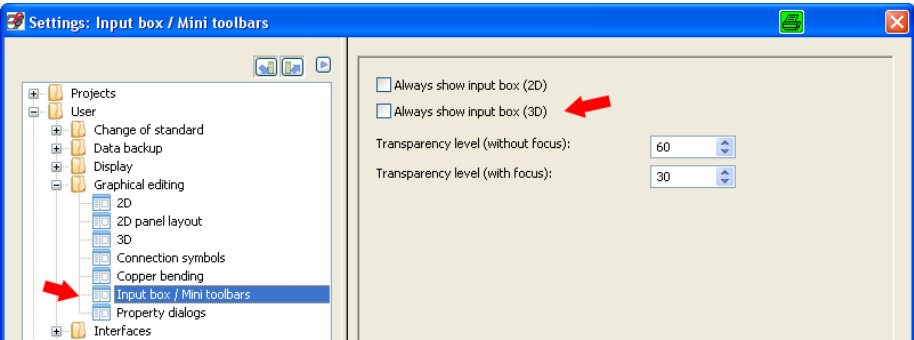 Settings: Input box / Mini toolbars
Projects
User
Change of standard
Data backup
Display
Graphical editing
2D
2D panel layout
3D
Connection symbols
Copper bending
Input box / Mini toolbars
Property dialogs
Interfaces
Always show input box (2D)
Always show input box (3D)
Transparency level (without focus): 60
Transparency level (with focus): 30